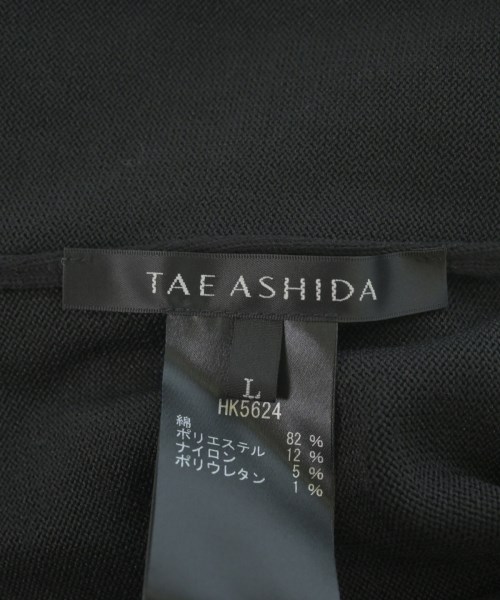 TAE ASHIDA
L
HK5624
綿 82 %
ポリエステル 12 %
ナイロン 5 %
ポリウレタン 1 %